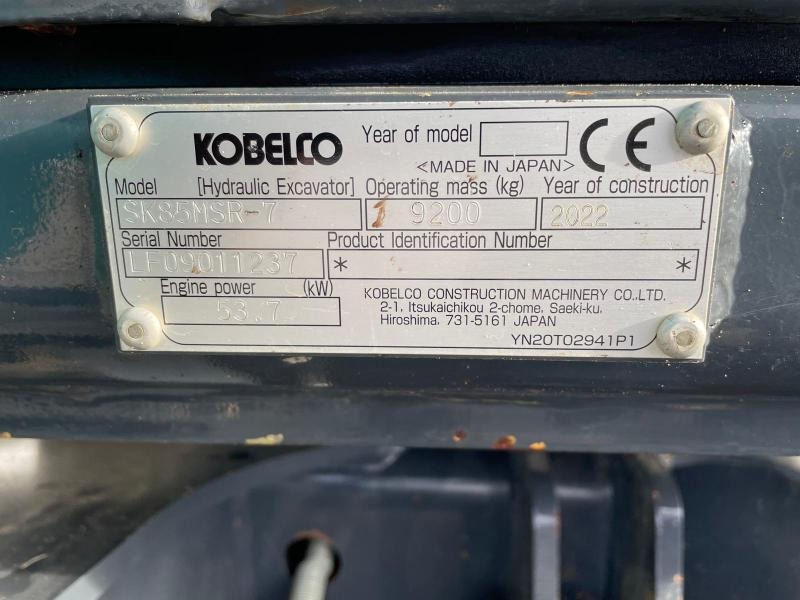 KOBELCO Year of model CE
<MADE IN JAPAN>
Model [Hydraulic Excavator] Operating mass (kg) Year of construction
SK85MSR-7 9200 2022
Serial Number Product Identification Number
LF09011237 * *
Engine power (kW)
53.7
KOBELCO CONSTRUCTION MACHINERY CO.,LTD.
2-1, Itsukaichikou 2-chome, Saeki-ku,
Hiroshima, 731-5161 JAPAN
YN20T02941P1